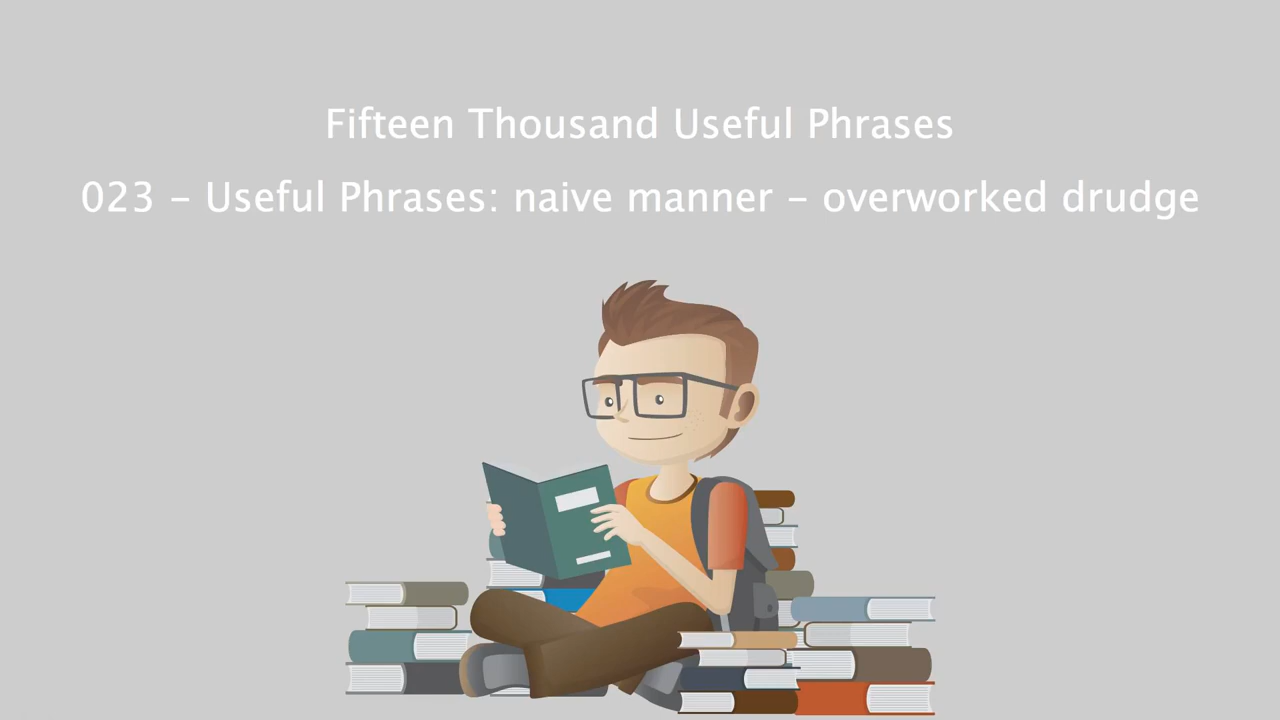 Fifteen Thousand Useful Phrases
023 – Useful Phrases: naive manner – overworked drudge